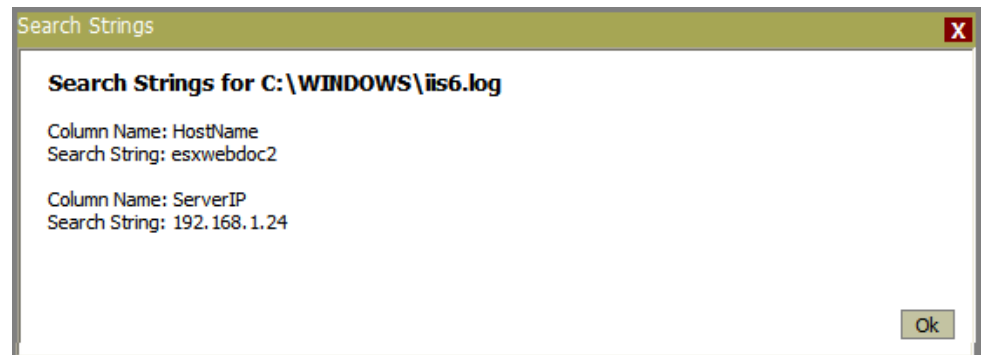 Search Strings
X
Search Strings for C:\WINDOWS\iis6.log
Column Name: HostName
Search String: esxwebdoc2
Column Name: ServerIP
Search String: 192.168.1.24
Ok